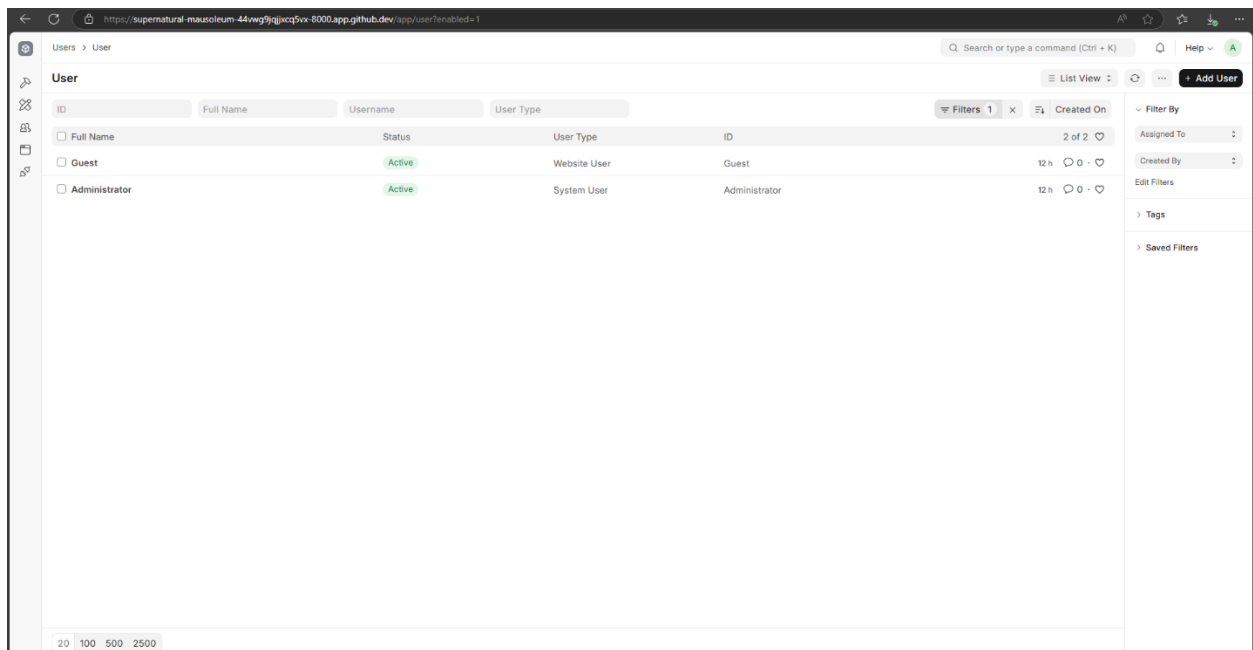 https://supernatural-mausoleum-44vwg9jqjjxcq5vx-8000.app.github.dev/app/user?enabled=1
Users > User
Search or type a command (Ctrl + K)
Help
A
User
List View
+ Add User
ID
Full Name
Username
User Type
Filters 1
Created On
Filter By
Full Name
Status
User Type
ID
2 of 2
Assigned To
Guest
Active
Website User
Guest
12 h
0
Created By
Administrator
Active
System User
Administrator
12 h
0
Edit Filters
Tags
Saved Filters
20 100 500 2500